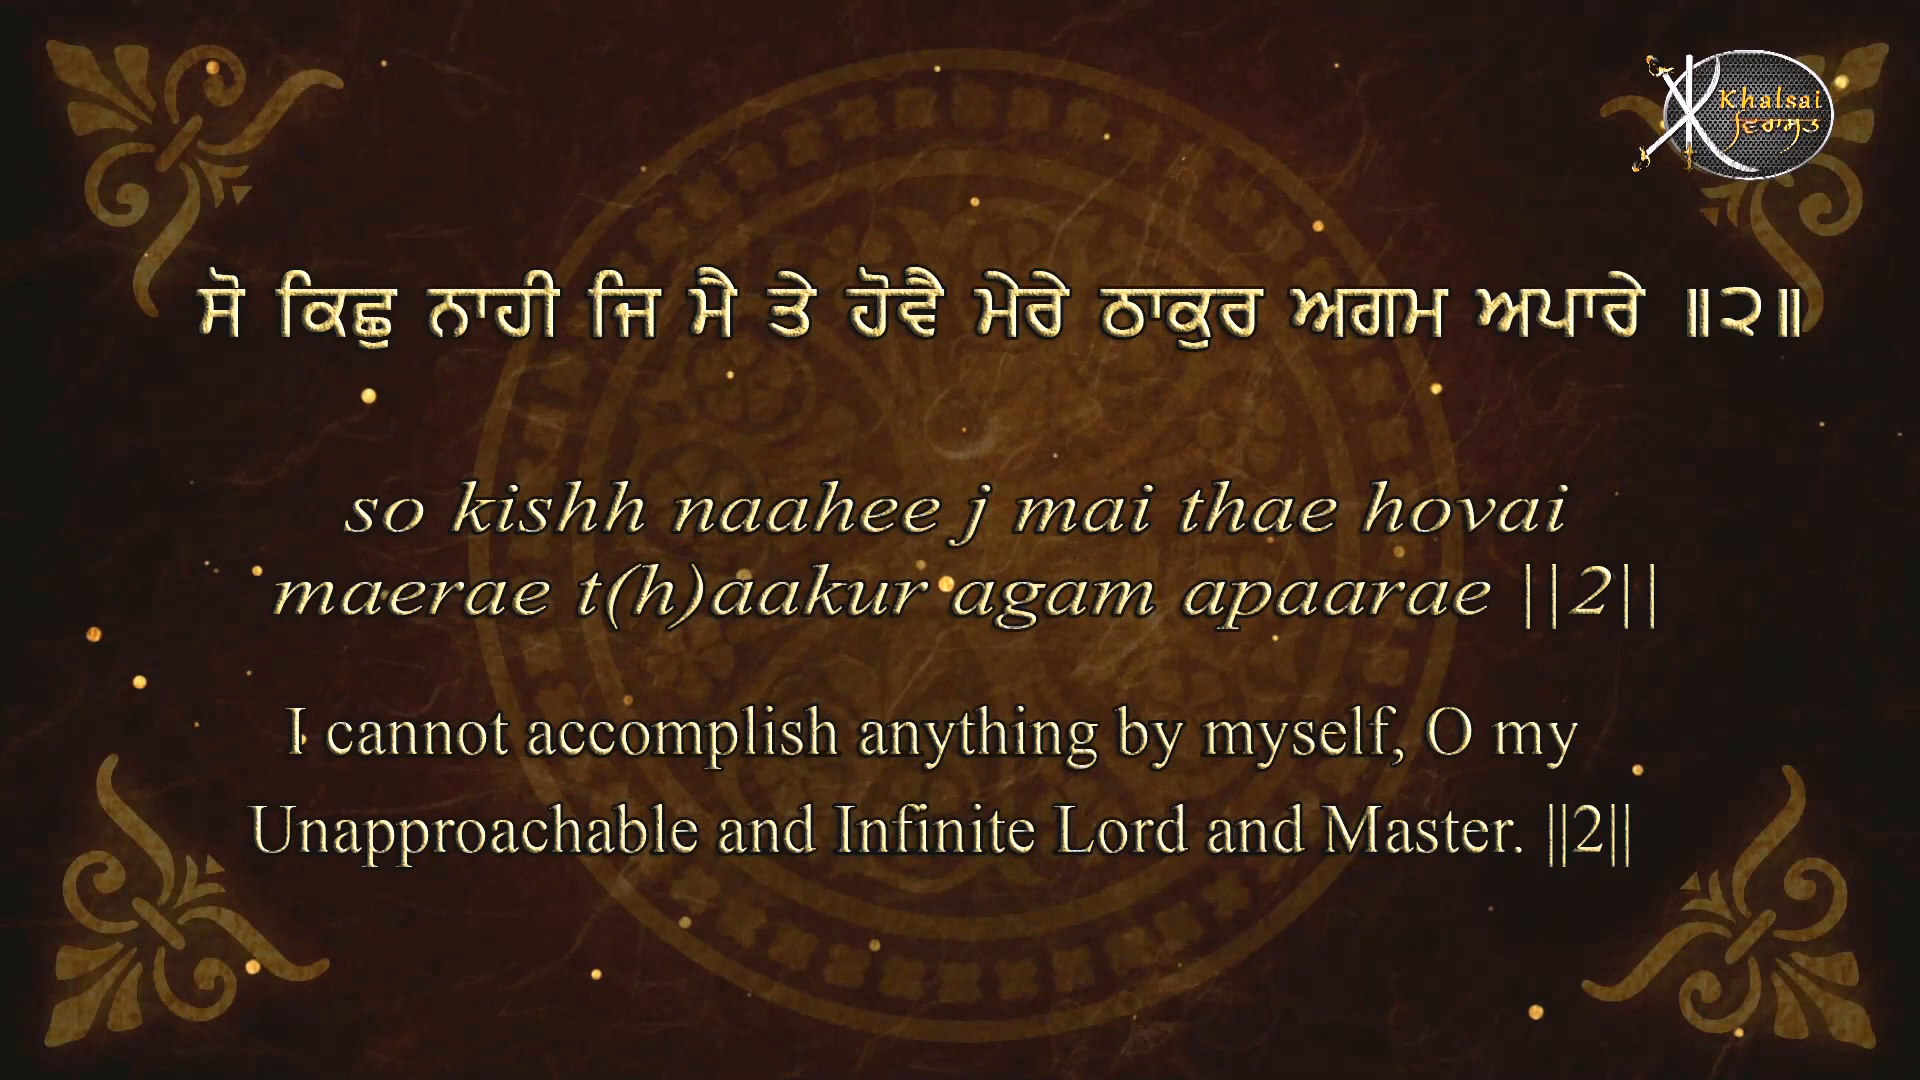 Khalsai
ਵਿਰਾਸਤ
ਸੋ ਕਿਛੁ ਨਾਹੀ ਜਿ ਮੈ ਤੇ ਹੋਵੈ ਮੇਰੇ ਠਾਕੁਰ ਅਗਮ ਅਪਾਰੇ ॥੨॥
so kishh naahee j mai thae hovai
maerae t(h)aakur agam apaarae ||2||
I cannot accomplish anything by myself, O my
Unapproachable and Infinite Lord and Master. ||2||